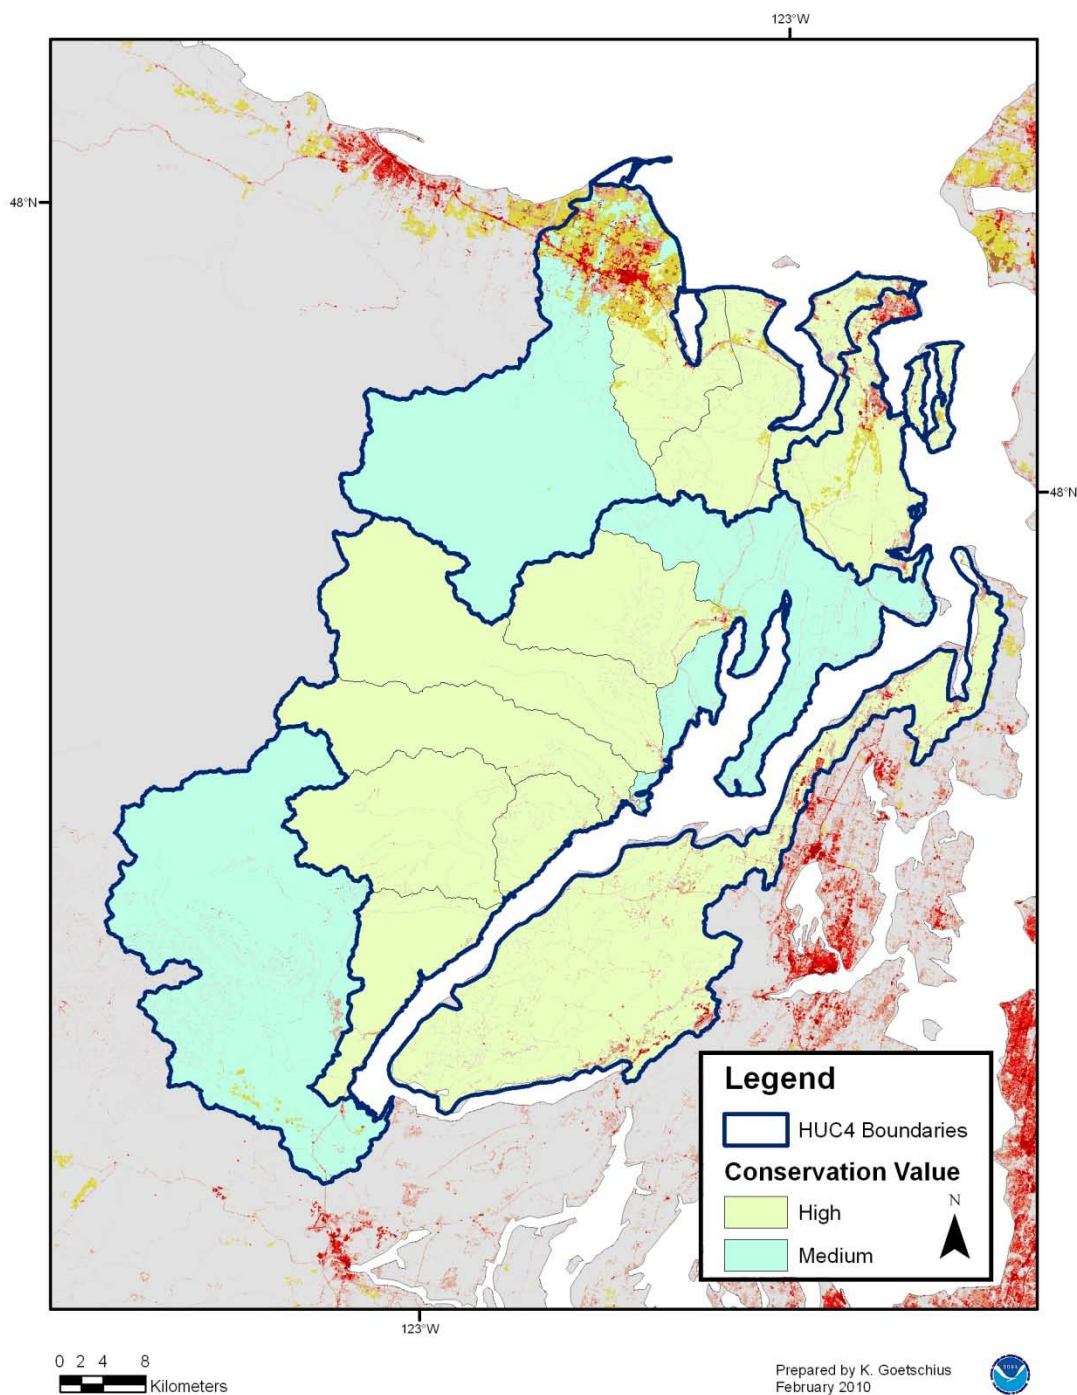 123°W
48°N
48°N
Legend
HUC4 Boundaries
Conservation Value
N
High
Medium
123°W
0 2 4 8
Kilometers
Prepared by K. Goetschius
February 2010